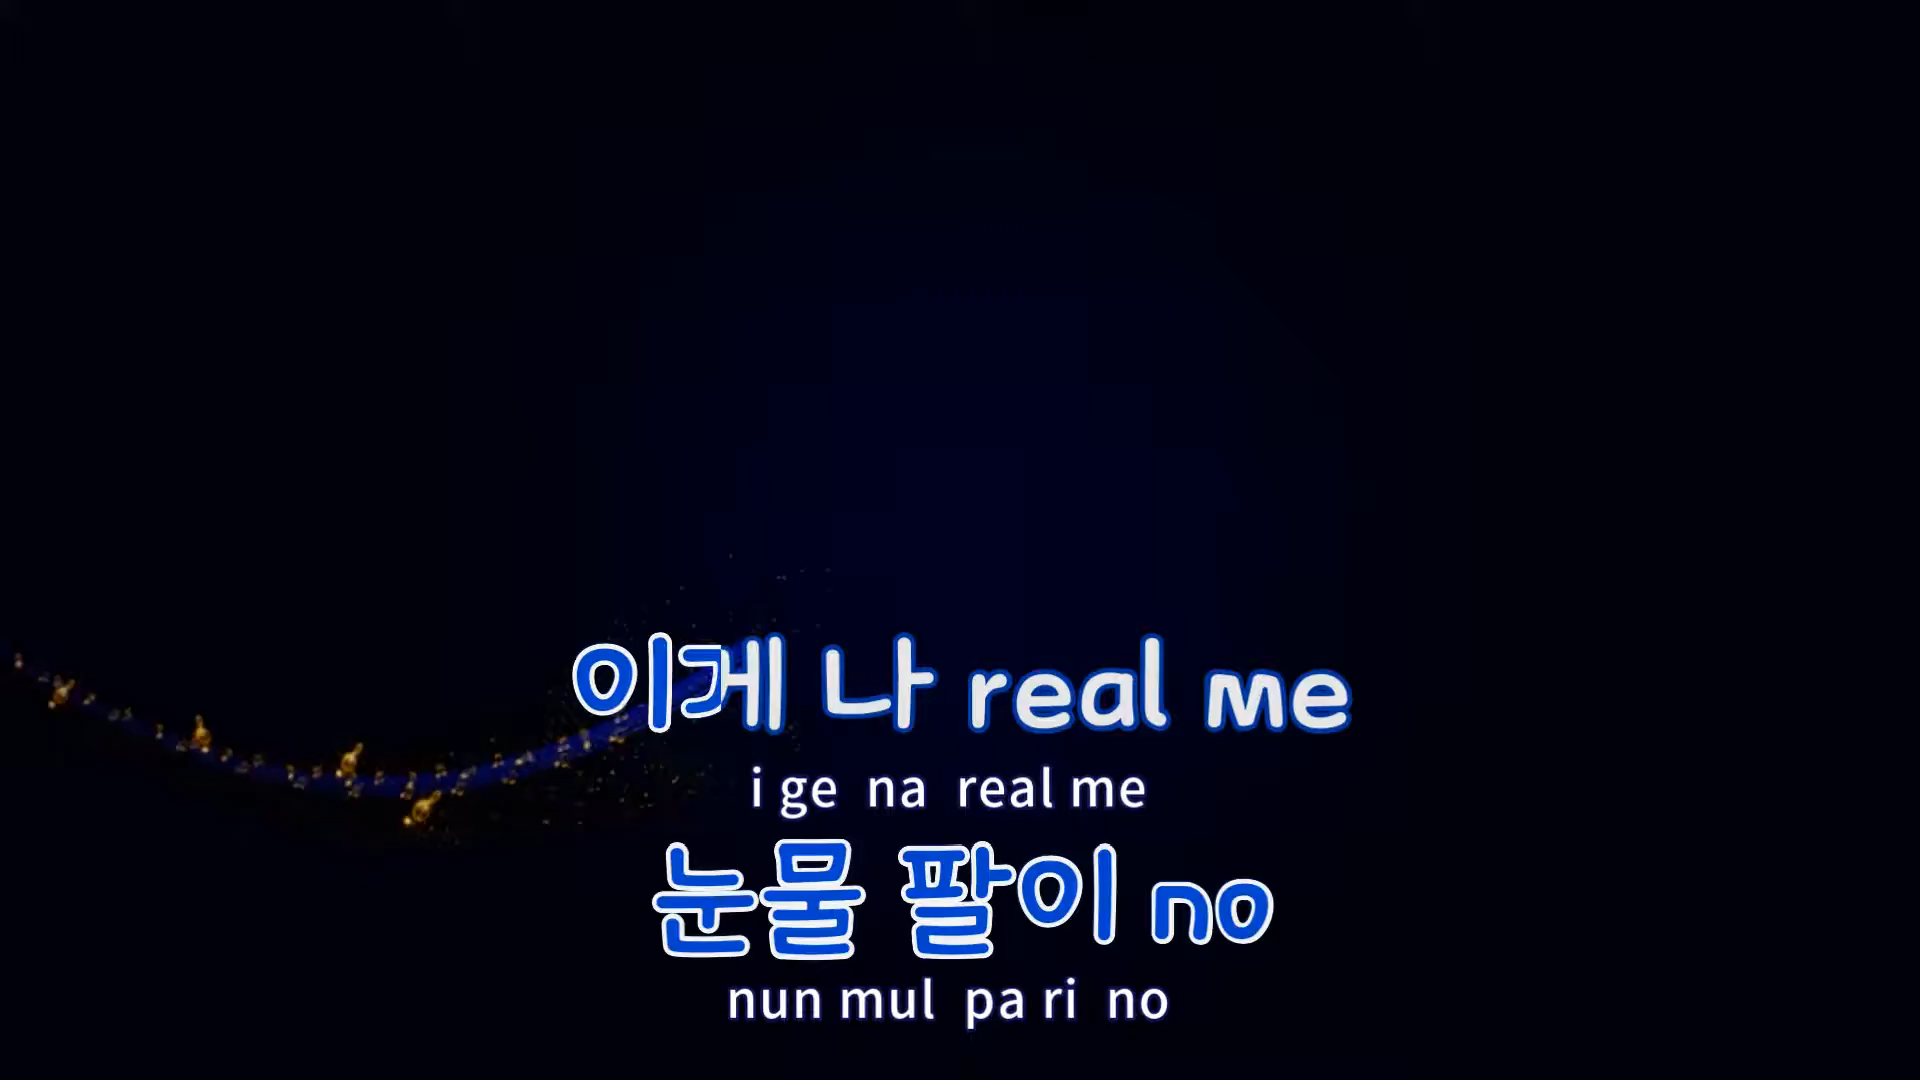 이게 나 real me
i ge na real me
눈물 팔이 no
nun mul pa ri no